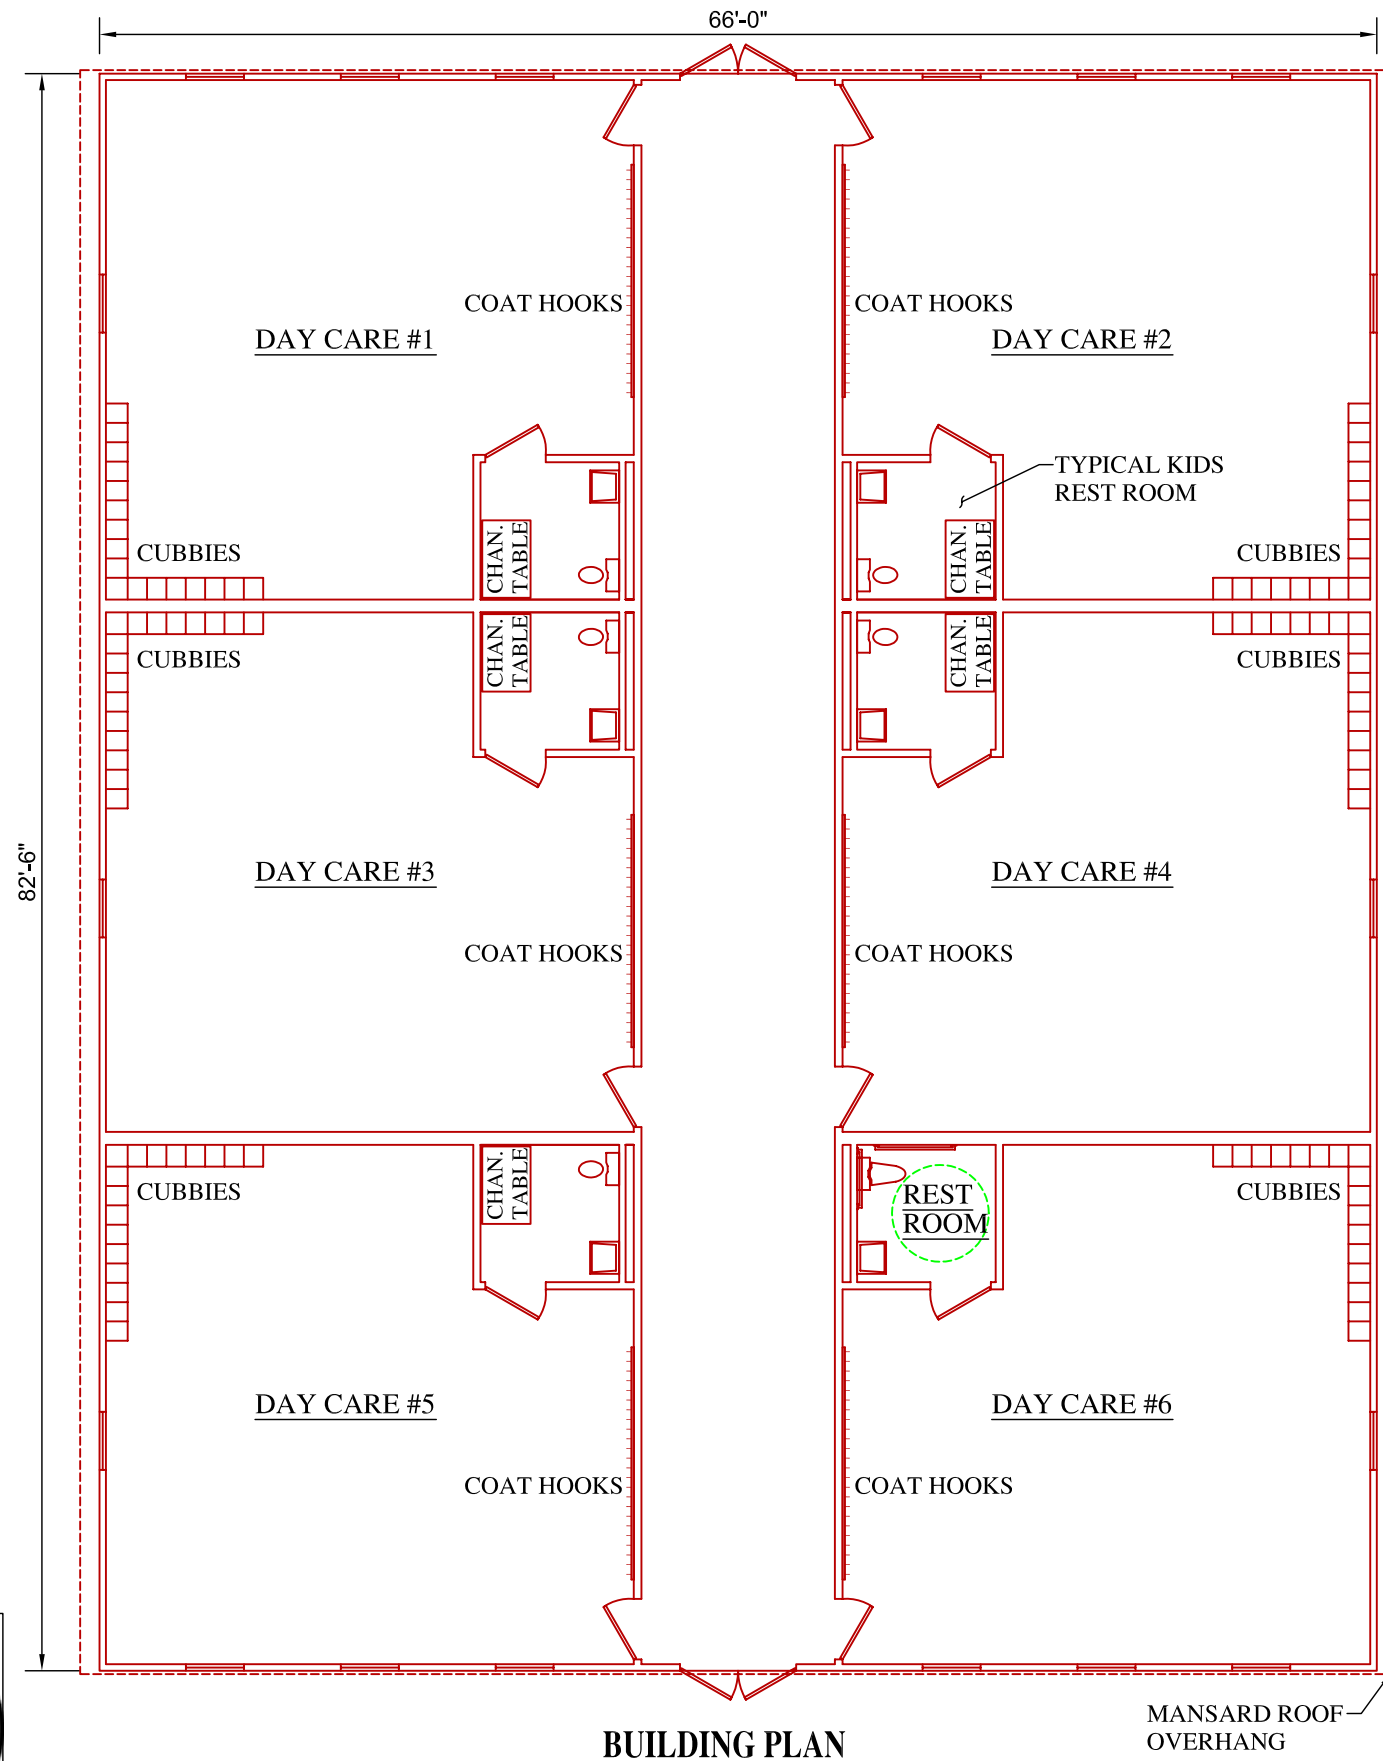 66'-0"
COAT HOOKS
COAT HOOKS
DAY CARE #1
DAY CARE #2
TYPICAL KIDS
REST ROOM
CUBBIES
CHAN.
TABLE
CHAN.
TABLE
CUBBIES
CUBBIES
CHAN.
TABLE
CHAN.
TABLE
CUBBIES
82'-6"
DAY CARE #3
DAY CARE #4
COAT HOOKS
COAT HOOKS
CUBBIES
CHAN.
TABLE
REST
ROOM
CUBBIES
DAY CARE #5
DAY CARE #6
COAT HOOKS
COAT HOOKS
MANSARD ROOF
OVERHANG
BUILDING PLAN